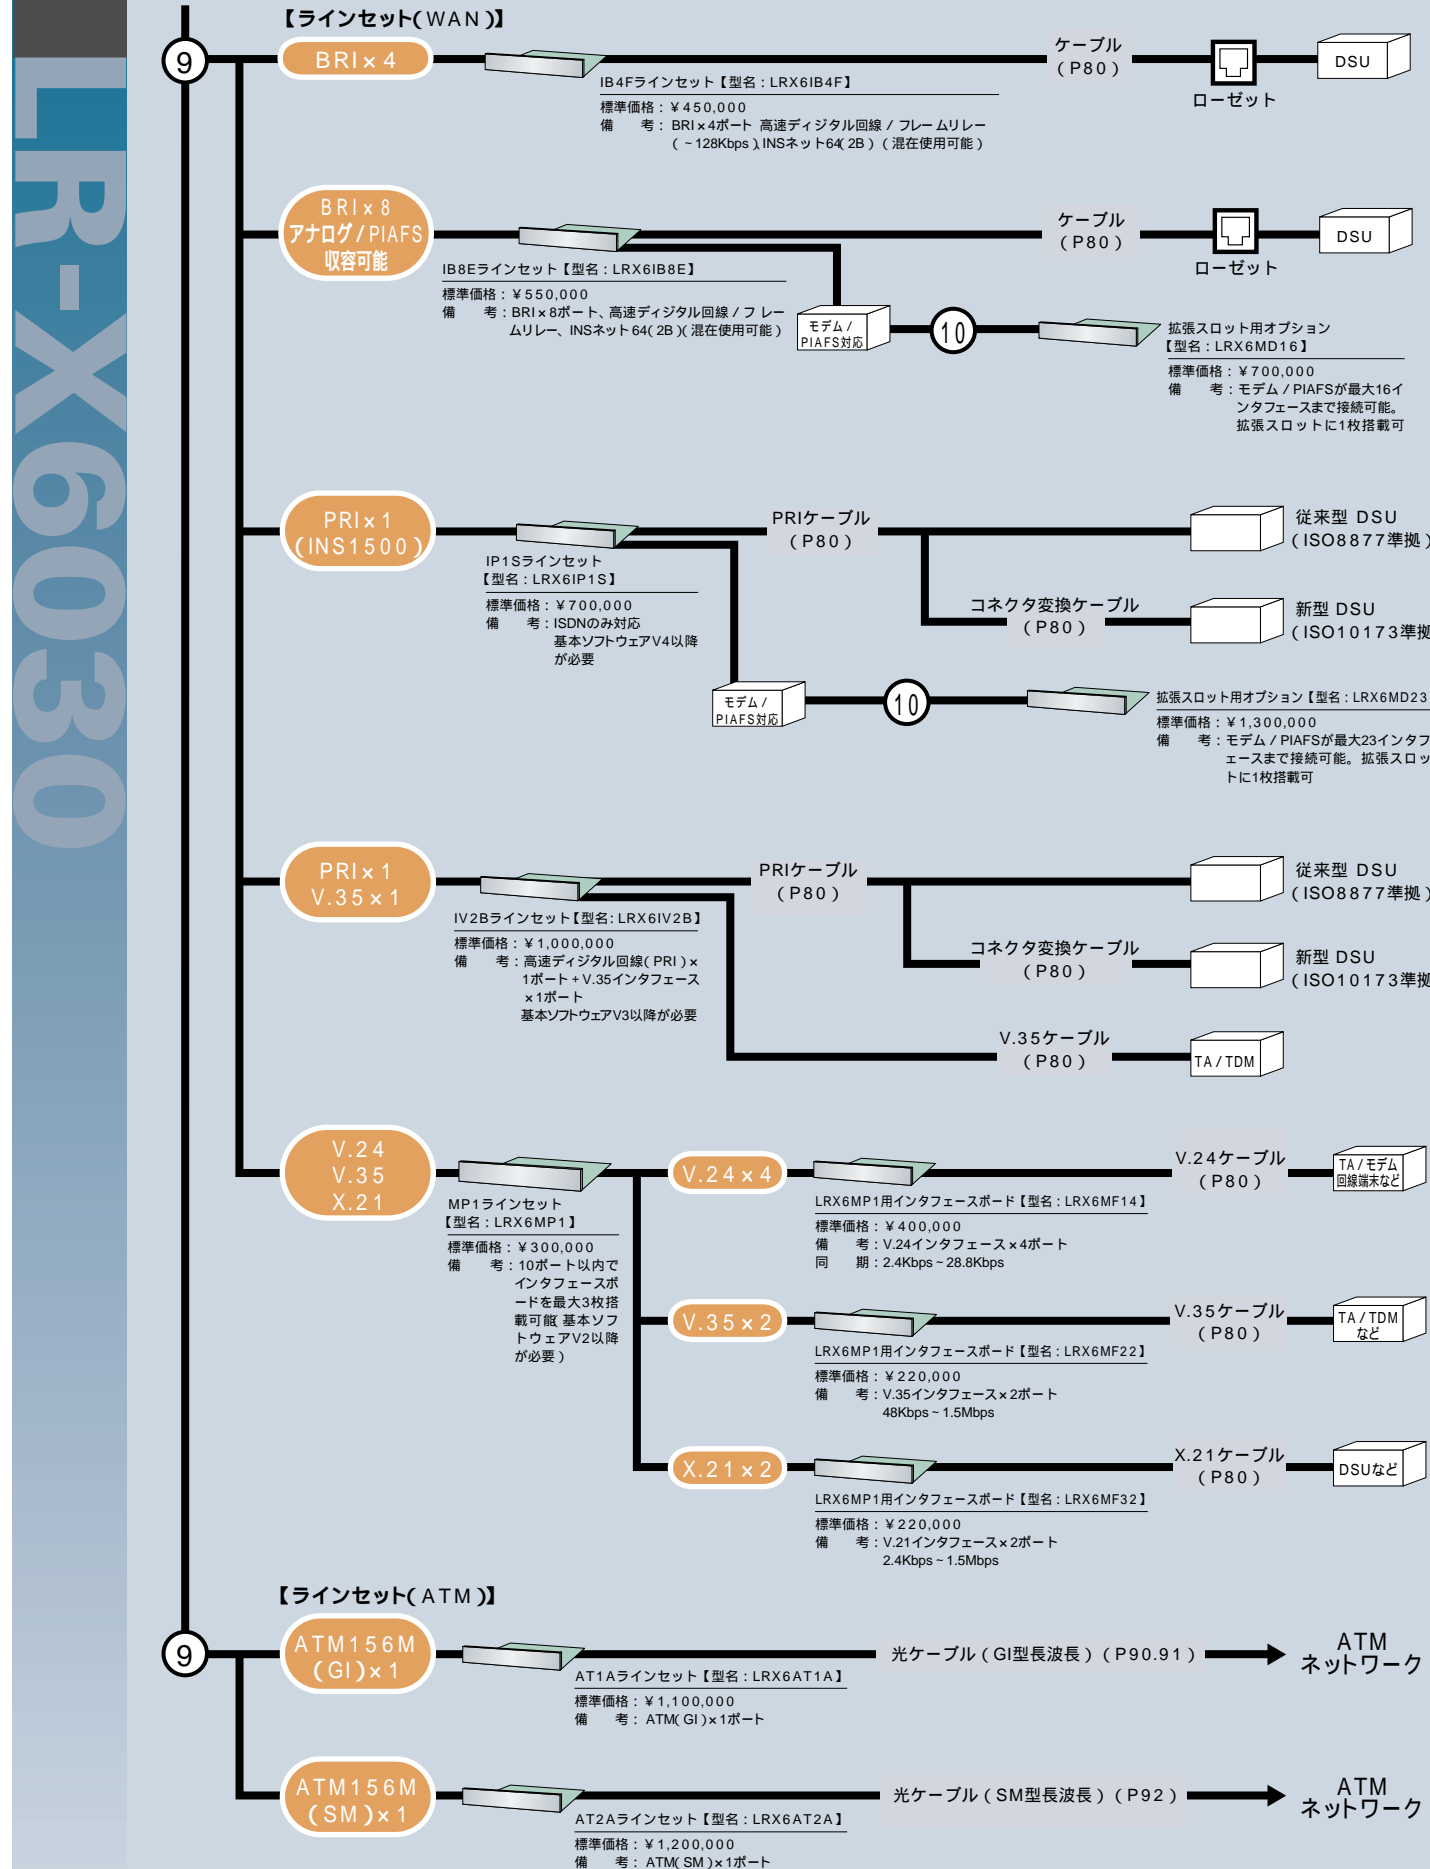 LR-X6030
【ラインセット(WAN)】
9
BRI×4
IB4Fラインセット【型名：LRX6IB4F】
標準価格：￥450,000
備　考：BRI×4ポート 高速ディジタル回線/フレームリレー
(~128Kbps)、INSネット64(2B)(混在使用可能)
ケーブル
(P80)
ローゼット
DSU
BRI×8
アナログ/PIAFS
収容可能
IB8Eラインセット【型名：LRX6IB8E】
標準価格：￥550,000
備　考：BRI×8ポート、高速ディジタル回線/フレー
ムリレー、INSネット64(2B)(混在使用可能)
ケーブル
(P80)
ローゼット
DSU
モデム/
PIAFS対応
10
拡張スロット用オプション
【型名：LRX6MD16】
標準価格：￥700,000
備　考：モデム/PIAFSが最大16イ
ンタフェースまで接続可能。
拡張スロットに1枚搭載可
PRI×1
(INS1500)
IP1Sラインセット
【型名：LRX6IP1S】
標準価格：￥700,000
備　考：ISDNのみ対応
基本ソフトウェアV4以降
が必要
PRIケーブル
(P80)
従来型 DSU
(ISO8877準拠)
コネクタ変換ケーブル
(P80)
新型 DSU
(ISO10173準拠
モデム/
PIAFS対応
10
拡張スロット用オプション【型名：LRX6MD23
標準価格：￥1,300,000
備　考：モデム/PIAFSが最大23インタフ
ェースまで接続可能。拡張スロッ
トに1枚搭載可
PRI×1
V.35×1
IV2Bラインセット【型名：LRX6IV2B】
標準価格：￥1,000,000
備　考：高速ディジタル回線(PRI)×
1ポート+V.35インタフェース
×1ポート
基本ソフトウェアV3以降が必要
PRIケーブル
(P80)
従来型 DSU
(ISO8877準拠)
コネクタ変換ケーブル
(P80)
新型 DSU
(ISO10173準拠
V.35ケーブル
(P80)
TA/TDM
V.24
V.35
X.21
MP1ラインセット
【型名：LRX6MP1】
標準価格：￥300,000
備　考：10ポート以内で
インタフェースボ
ードを最大3枚搭
載可能(基本ソフ
トウェアV2以降
が必要)
V.24×4
LRX6MP1用インタフェースボード【型名：LRX6MF14】
標準価格：￥400,000
備　考：V.24インタフェース×4ポート
同　期：2.4Kbps~28.8Kbps
V.24ケーブル
(P80)
TA/モデム
回線端末など
V.35×2
LRX6MP1用インタフェースボード【型名：LRX6MF22】
標準価格：￥220,000
備　考：V.35インタフェース×2ポート
48Kbps~1.5Mbps
V.35ケーブル
(P80)
TA/TDM
など
X.21×2
LRX6MP1用インタフェースボード【型名：LRX6MF32】
標準価格：￥220,000
備　考：V.21インタフェース×2ポート
2.4Kbps~1.5Mbps
X.21ケーブル
(P80)
DSUなど
【ラインセット(ATM)】
9
ATM156M
(GI)×1
AT1Aラインセット【型名：LRX6AT1A】
標準価格：￥1,100,000
備　考：ATM(GI)×1ポート
光ケーブル(GI型長波長)(P90.91)
ATM
ネットワーク
ATM156M
(SM)×1
AT2Aラインセット【型名：LRX6AT2A】
標準価格：￥1,200,000
備　考：ATM(SM)×1ポート
光ケーブル(SM型長波長)(P92)
ATM
ネットワーク